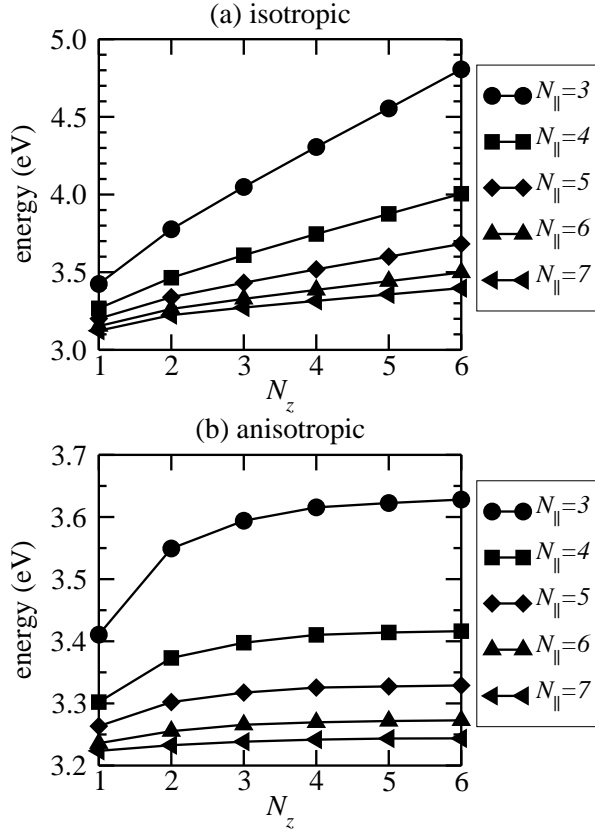 (a) isotropic
5.0
4.5
4.0
3.5
3.0
energy (eV)
1 2 3 4 5 6
N_z
N_||=3
N_||=4
N_||=5
N_||=6
N_||=7
(b) anisotropic
3.7
3.6
3.5
3.4
3.3
3.2
energy (eV)
1 2 3 4 5 6
N_z
N_||=3
N_||=4
N_||=5
N_||=6
N_||=7